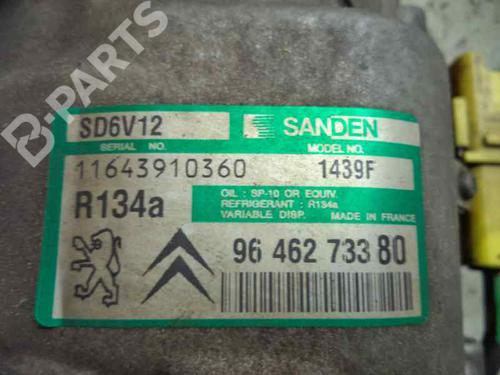 B-PARTS
SD6V12
SANDEN
SERIAL NO.
MODEL NO.
11643910360
1439F
R134a
OIL : SP-10 OR EQUIV.
REFRIGERANT : R134a
VARIABLE DISP. MADE IN FRANCE
96 462 733 80